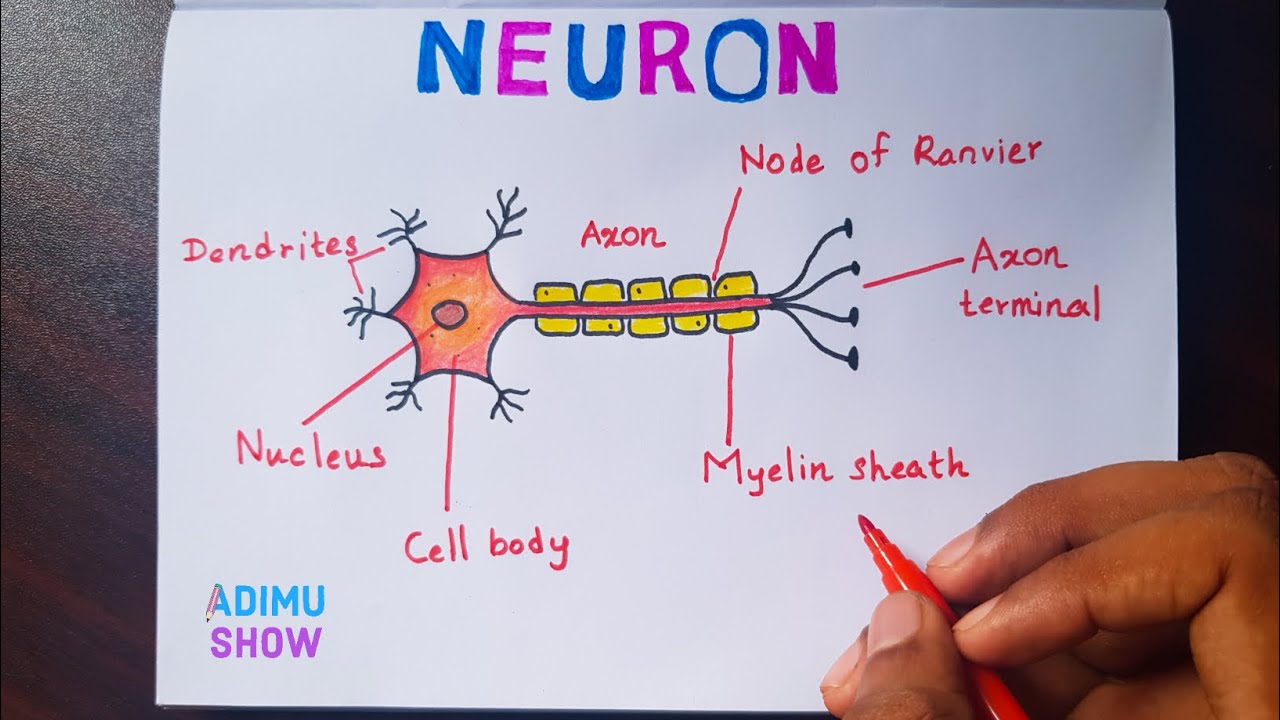 NEURON
Node of Ranvier
Axon
Dendrites
Axon
terminal
Nucleus
Myelin sheath
Cell body
ADIMU
SHOW